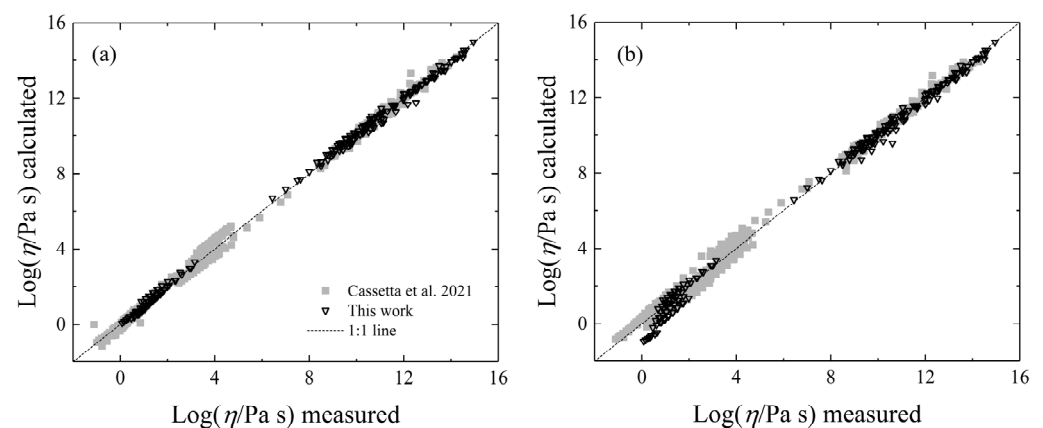 16
12
8
4
0
Log(η/Pa s) calculated
(a)
Cassetta et al. 2021
This work
1:1 line
0 4 8 12 16
Log(η/Pa s) measured
16
12
8
4
0
Log(η/Pa s) calculated
(b)
0 4 8 12 16
Log(η/Pa s) measured